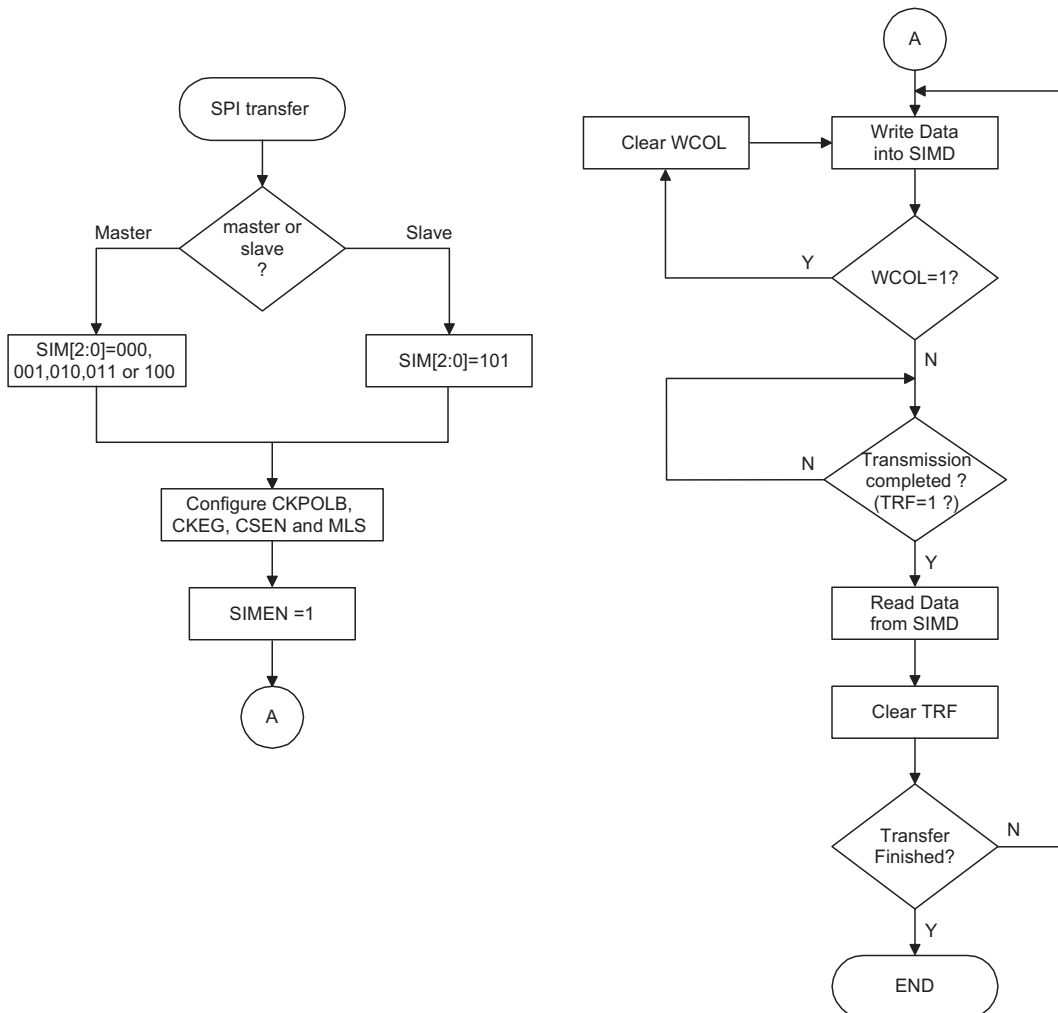 SPI transfer
master or
slave
?
Master
Slave
SIM[2:0]=000,
001,010,011 or 100
SIM[2:0]=101
Configure CKPOLB,
CKEG, CSEN and MLS
SIMEN =1
A
A
Write Data
into SIMD
Clear WCOL
WCOL=1?
Y
N
Transmission
completed ?
(TRF=1 ?)
N
Y
Read Data
from SIMD
Clear TRF
Transfer
Finished?
N
Y
END